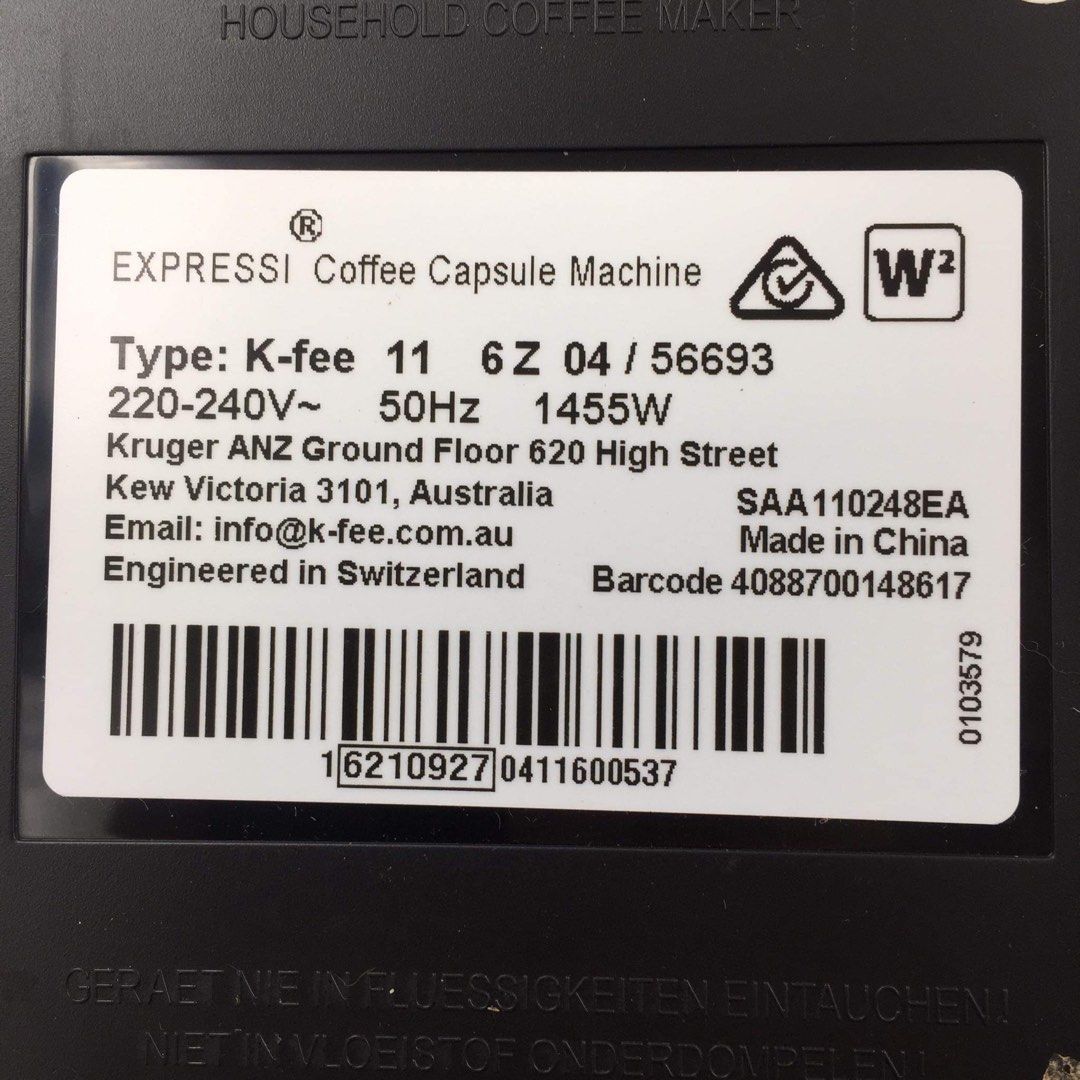 HOUSEHOLD COFFEE MAKER
EXPRESSI® Coffee Capsule Machine
W²
Type: K-fee 11 6 Z 04 / 56693
220-240V~ 50Hz 1455W
Kruger ANZ Ground Floor 620 High Street
Kew Victoria 3101, Australia
SAA110248EA
Email: info@k-fee.com.au
Made in China
Engineered in Switzerland
Barcode 4088700148617
0103579
1 6210927 0411600537
GERAET NIE IN FLUESSIGKEITEN EINTAUCHEN!
NIET IN VLOEISTOF ONDERDOMPELEN!